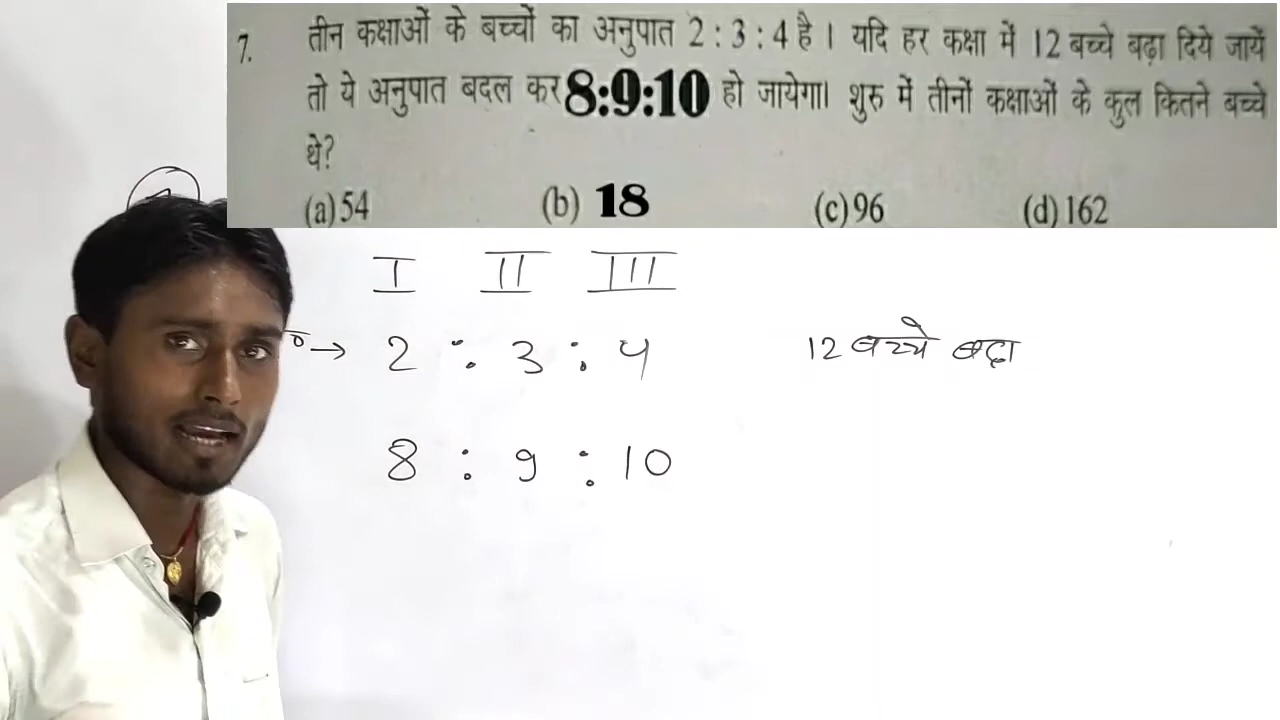 7. तीन कक्षाओं के बच्चों का अनुपात 2 : 3 : 4 है । यदि हर कक्षा में 12 बच्चे बढ़ा दिये जायें
तो ये अनुपात बदल कर 8:9:10 हो जायेगा। शुरु में तीनों कक्षाओं के कुल कितने बच्चे
थे?
(a) 54 (b) 18 (c) 96 (d) 162
I II III
→ 2 : 3 : 4 12 बच्चे बढ़ा
8 : 9 : 10